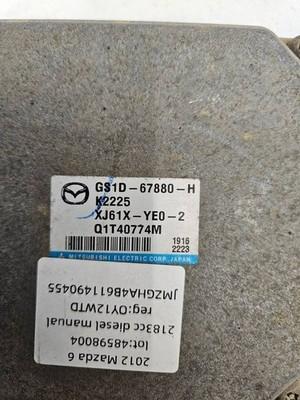 GS1D-67880-H
K2225
XJ61X-YE0-2
Q1T40774M
1916
2223
MITSUBISHI ELECTRIC CORP. JAPAN
2012 Mazda 6
lot:48598004
2183cc diesel manual
reg:OY12WTD
JMZGHA4B611490455